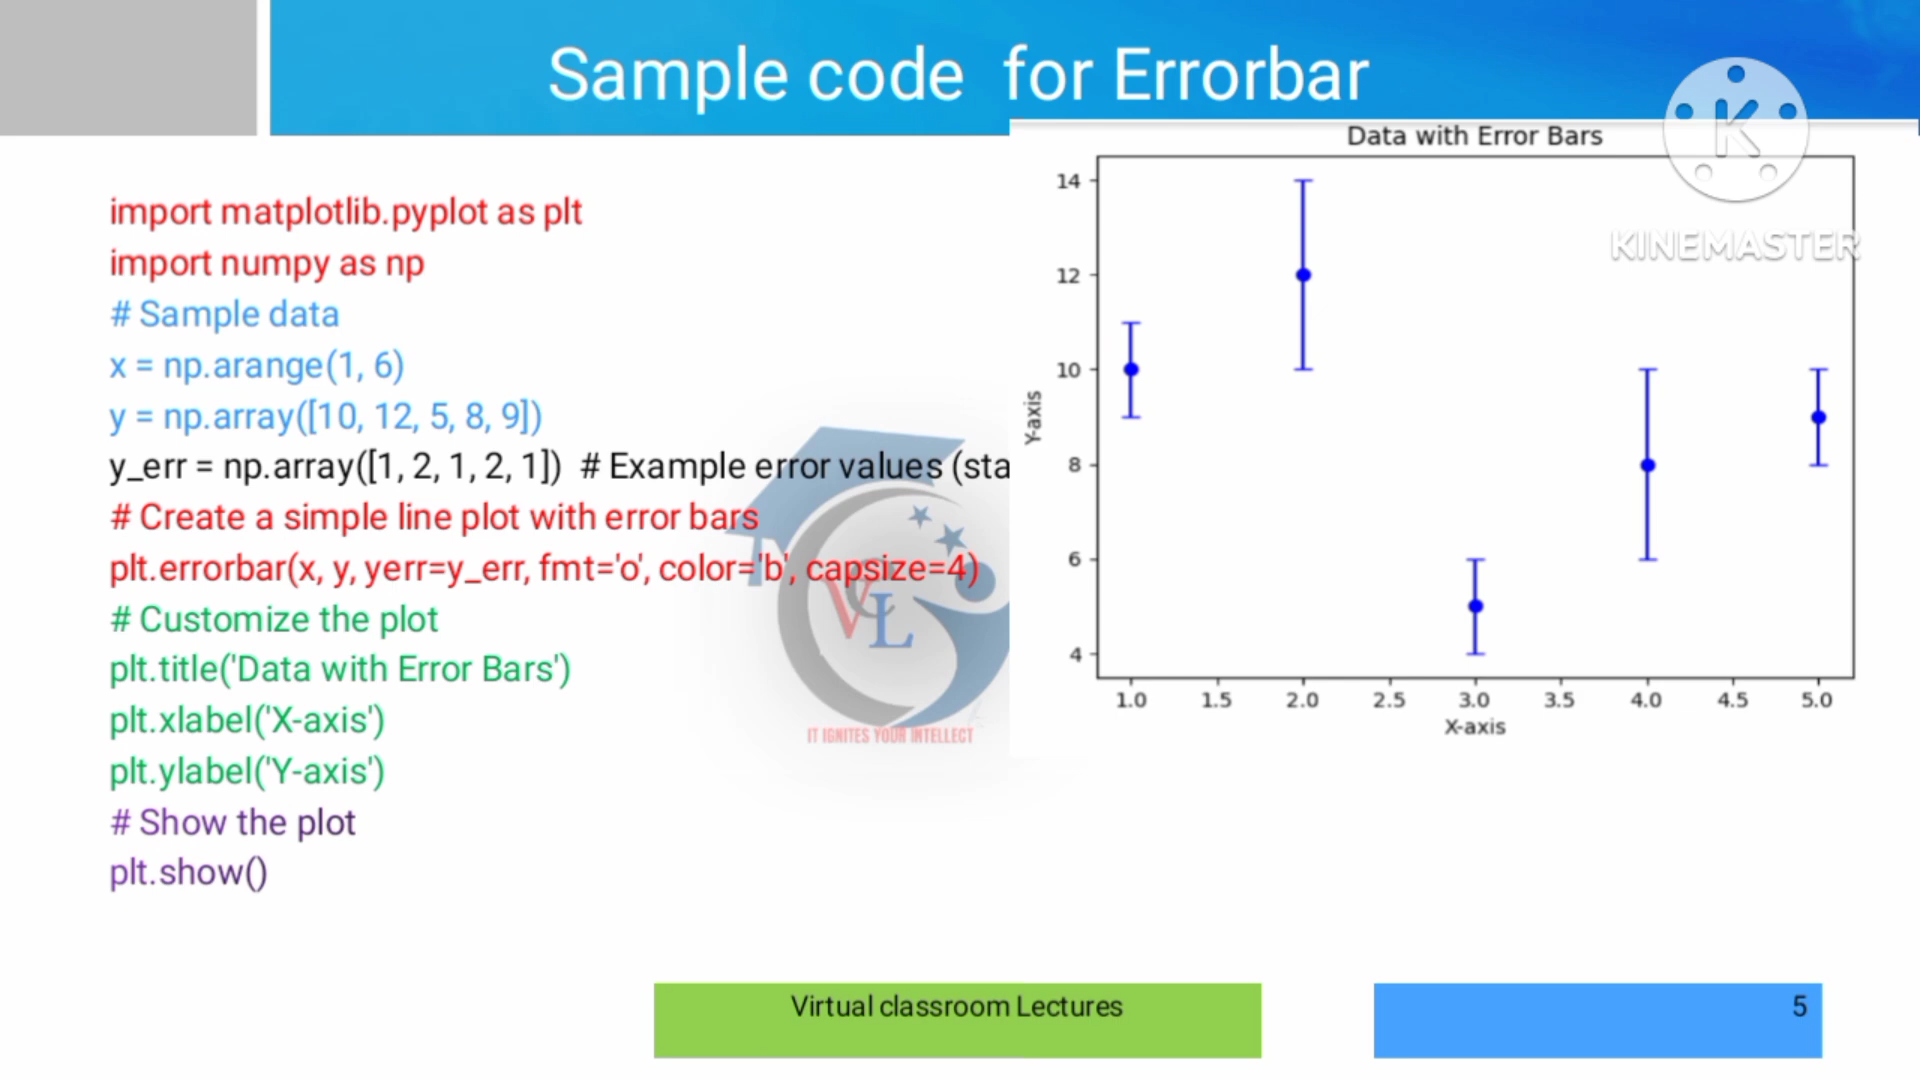 Sample code for Errorbar
import matplotlib.pyplot as plt
import numpy as np
# Sample data
x = np.arange(1, 6)
y = np.array([10, 12, 5, 8, 9])
y_err = np.array([1, 2, 1, 2, 1]) # Example error values (sta
# Create a simple line plot with error bars
plt.errorbar(x, y, yerr=y_err, fmt='o', color='b', capsize=4)
# Customize the plot
plt.title('Data with Error Bars')
plt.xlabel('X-axis')
plt.ylabel('Y-axis')
# Show the plot
plt.show()
Data with Error Bars
K
KINEMASTER
14
12
10
8
6
4
Y-axis
1.0 1.5 2.0 2.5 3.0 3.5 4.0 4.5 5.0
X-axis
VCL
IT IGNITES YOUR INTELLECT
Virtual classroom Lectures
5